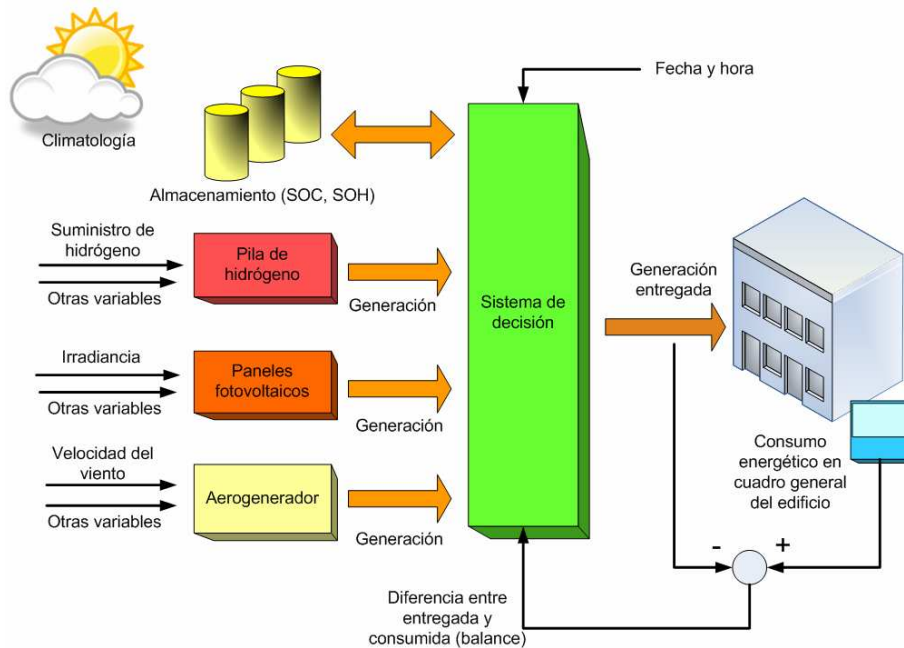 Fecha y hora
Climatología
Almacenamiento (SOC, SOH)
Suministro de
hidrógeno
Otras variables
Pila de
hidrógeno
Generación
Sistema de
decisión
Generación
entregada
Irradiancia
Otras variables
Paneles
fotovoltaicos
Generación
Velocidad del
viento
Otras variables
Aerogenerador
Generación
Consumo
energético en
cuadro general
del edificio
- +
Diferencia entre
entregada y
consumida (balance)